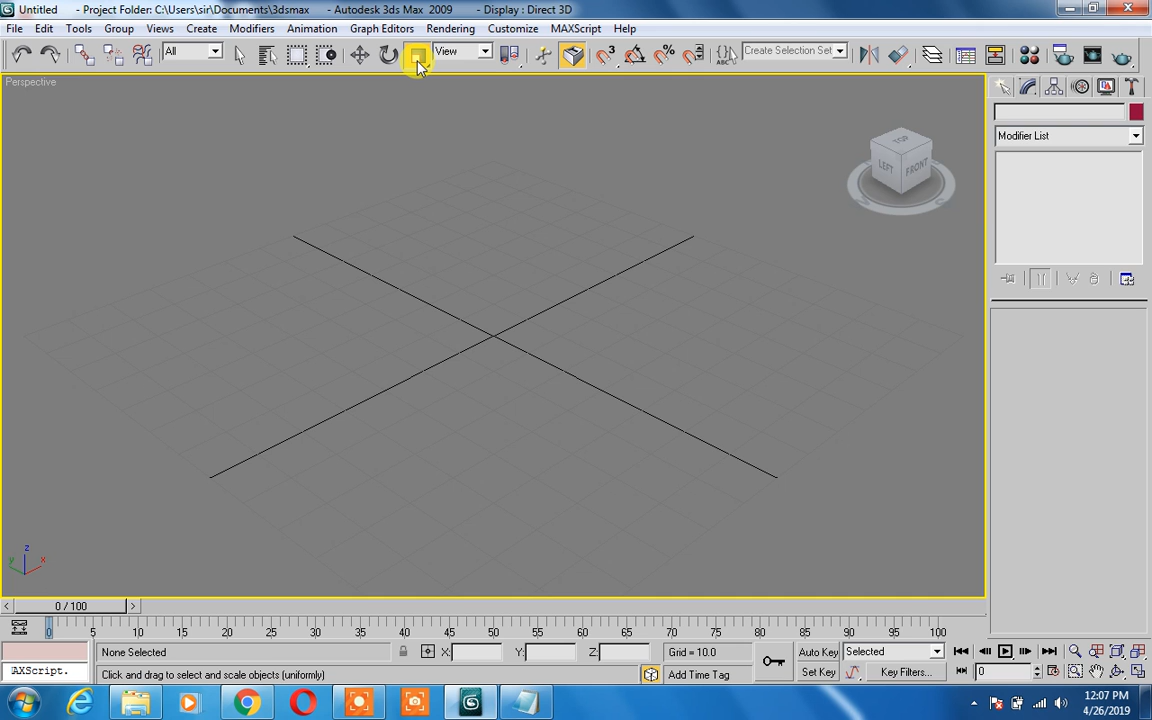 Untitled - Project Folder: C:\Users\sir\Documents\3dsmax - Autodesk 3ds Max 2009 - Display : Direct 3D
File Edit Tools Group Views Create Modifiers Animation Graph Editors Rendering Customize MAXScript Help
All View 3 Create Selection Set
Perspective
TOP
LEFT FRONT
Modifier List
z
y x
0 / 100
0 5 10 15 20 25 30 35 40 45 50 55 60 65 70 75 80 85 90 95 100
None Selected X: Y: Z: Grid = 10.0 Auto Key Selected
AXScript. Click and drag to select and scale objects (uniformly) Add Time Tag Set Key Key Filters... 0
12:07 PM
4/26/2019